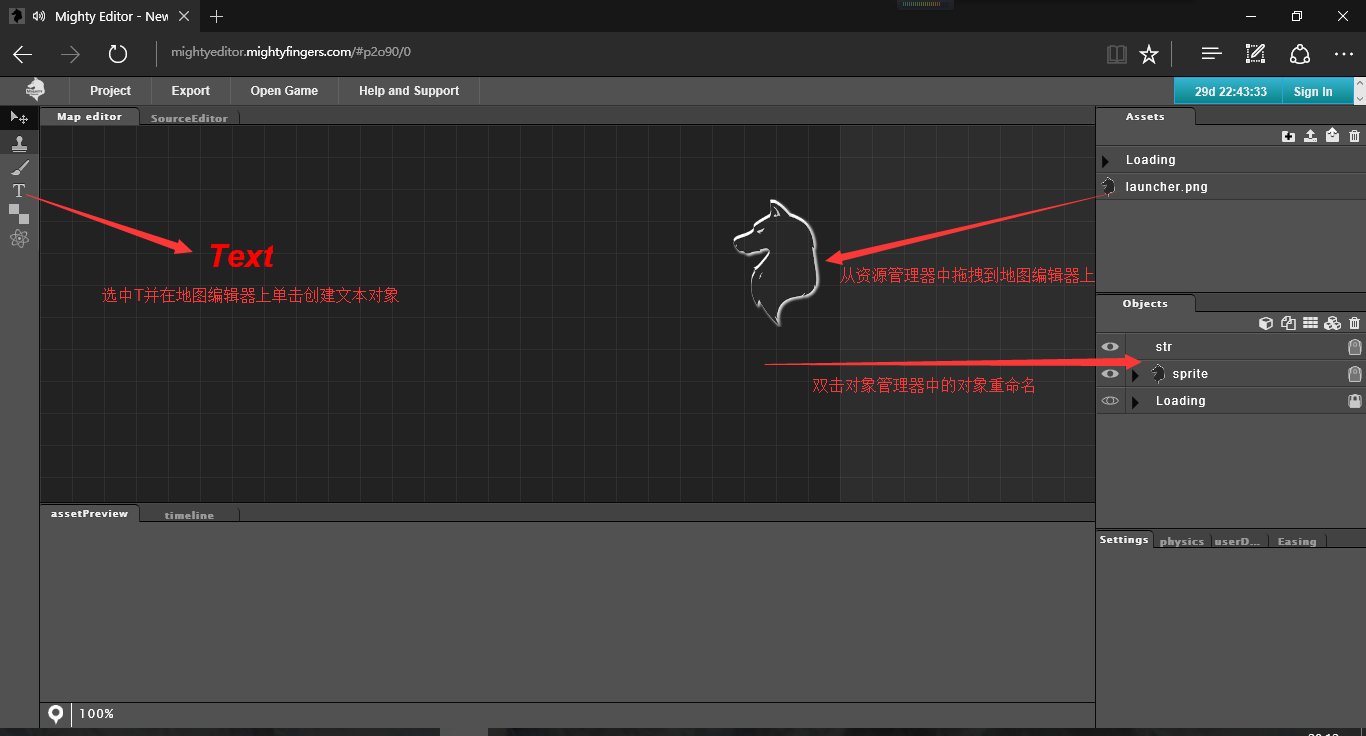 Mighty Editor - New
mightyeditor.mightyfingers.com/#p2o90/0
Project
Export
Open Game
Help and Support
29d 22:43:33
Sign In
Map editor
SourceEditor
Assets
Loading
launcher.png
T
Text
选中T并在地图编辑器上单击创建文本对象
从资源管理器中拖拽到地图编辑器上
Objects
str
sprite
双击对象管理器中的对象重命名
Loading
assetPreview
timeline
Settings
physics
userD...
Easing
100%